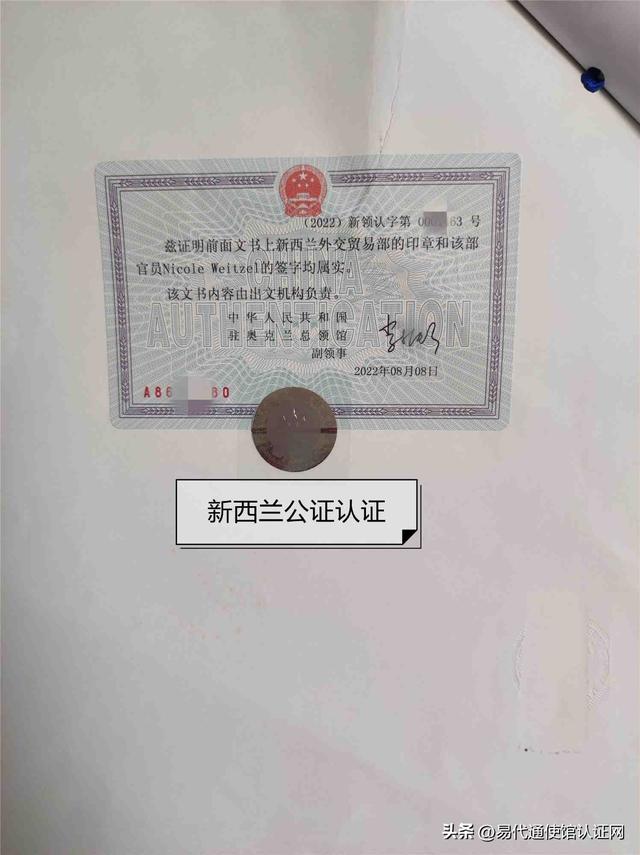 （2022）新领认字第 000 63 号
兹证明前面文书上新西兰外交贸易部的印章和该部
官员Nicole Weitzel的签字均属实。
该文书内容由出文机构负责。
CHINA
AUTHENTICATION
中华人民共和国
驻奥克兰总领馆
副领事
2022年08月08日
A86 80
新西兰公证认证
头条 @易代通使馆认证网